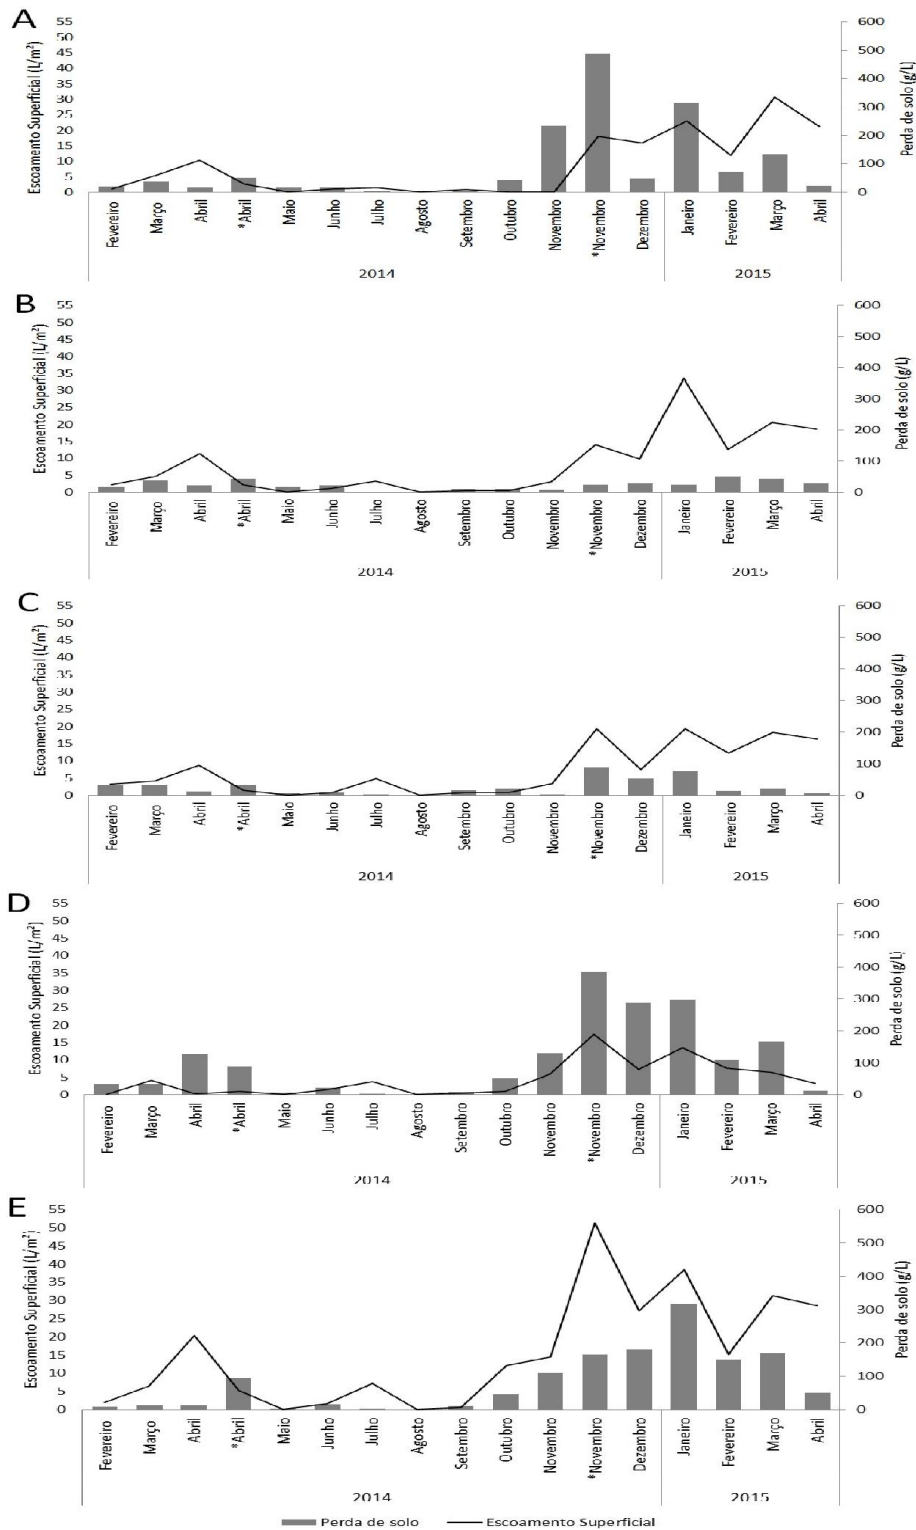 A
Escoamento Superficial (L/m²)
55
50
45
40
35
30
25
20
15
10
5
0
600
500
400
300
200
100
0
Perda de solo (g/L)
Fevereiro
Março
Abril
*Abril
Maio
Junho
Julho
Agosto
Setembro
Outubro
Novembro
*Novembro
Dezembro
Janeiro
Fevereiro
Março
Abril
2014
2015
B
Escoamento Superficial (L/m²)
55
50
45
40
35
30
25
20
15
10
5
0
600
500
400
300
200
100
0
Perda de solo (g/L)
Fevereiro
Março
Abril
*Abril
Maio
Junho
Julho
Agosto
Setembro
Outubro
Novembro
*Novembro
Dezembro
Janeiro
Fevereiro
Março
Abril
2014
2015
C
Escoamento Superficial (L/m²)
55
50
45
40
35
30
25
20
15
10
5
0
600
500
400
300
200
100
0
Perda de solo (g/L)
Fevereiro
Março
Abril
*Abril
Maio
Junho
Julho
Agosto
Setembro
Outubro
Novembro
*Novembro
Dezembro
Janeiro
Fevereiro
Março
Abril
2014
2015
D
Escoamento Superficial (L/m²)
55
50
45
40
35
30
25
20
15
10
5
0
600
500
400
300
200
100
0
Perda de solo (g/L)
Fevereiro
Março
Abril
*Abril
Maio
Junho
Julho
Agosto
Setembro
Outubro
Novembro
*Novembro
Dezembro
Janeiro
Fevereiro
Março
Abril
2014
2015
E
Escoamento Superficial (L/m²)
55
50
45
40
35
30
25
20
15
10
5
0
600
500
400
300
200
100
0
Perda de solo (g/L)
Fevereiro
Março
Abril
*Abril
Maio
Junho
Julho
Agosto
Setembro
Outubro
Novembro
*Novembro
Dezembro
Janeiro
Fevereiro
Março
Abril
2014
2015
Perda de solo
Escoamento Superficial